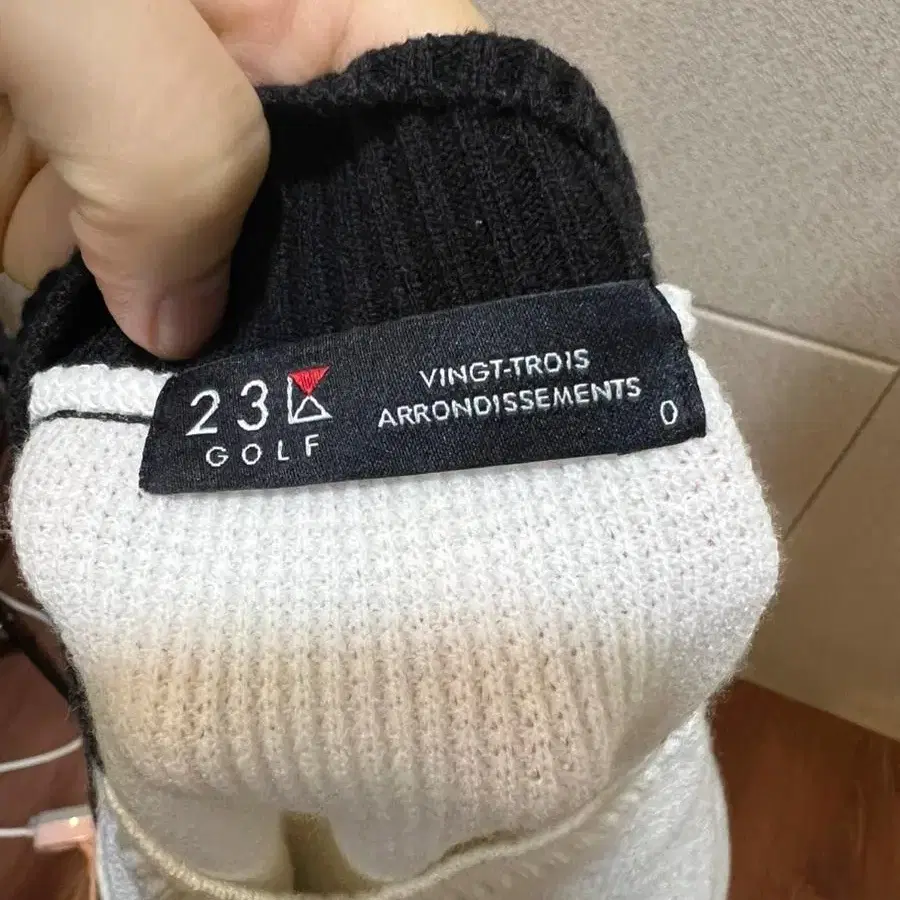 23
GOLF
VINGT-TROIS
ARRONDISSEMENTS
0